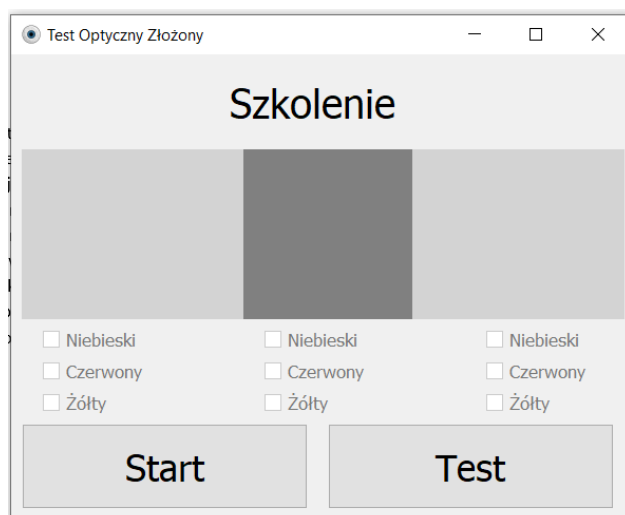 Test Optyczny Złożony
Szkolenie
Niebieski Niebieski Niebieski
Czerwony Czerwony Czerwony
Żółty Żółty Żółty
Start Test